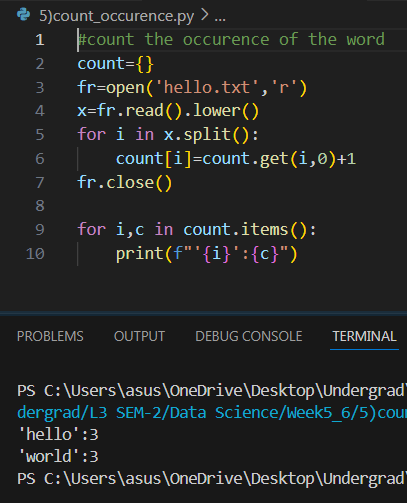 5)count_occurence.py > ...
1 #count the occurence of the word
2 count={}
3 fr=open('hello.txt','r')
4 x=fr.read().lower()
5 for i in x.split():
6     count[i]=count.get(i,0)+1
7 fr.close()
8
9 for i,c in count.items():
10     print(f"'{i}':{c}")
PROBLEMS OUTPUT DEBUG CONSOLE TERMINAL
PS C:\Users\asus\OneDrive\Desktop\Undergrad\
dergrad/L3 SEM-2/Data Science/Week5_6/5)cou
'hello':3
'world':3
PS C:\Users\asus\OneDrive\Desktop\Undergrad\